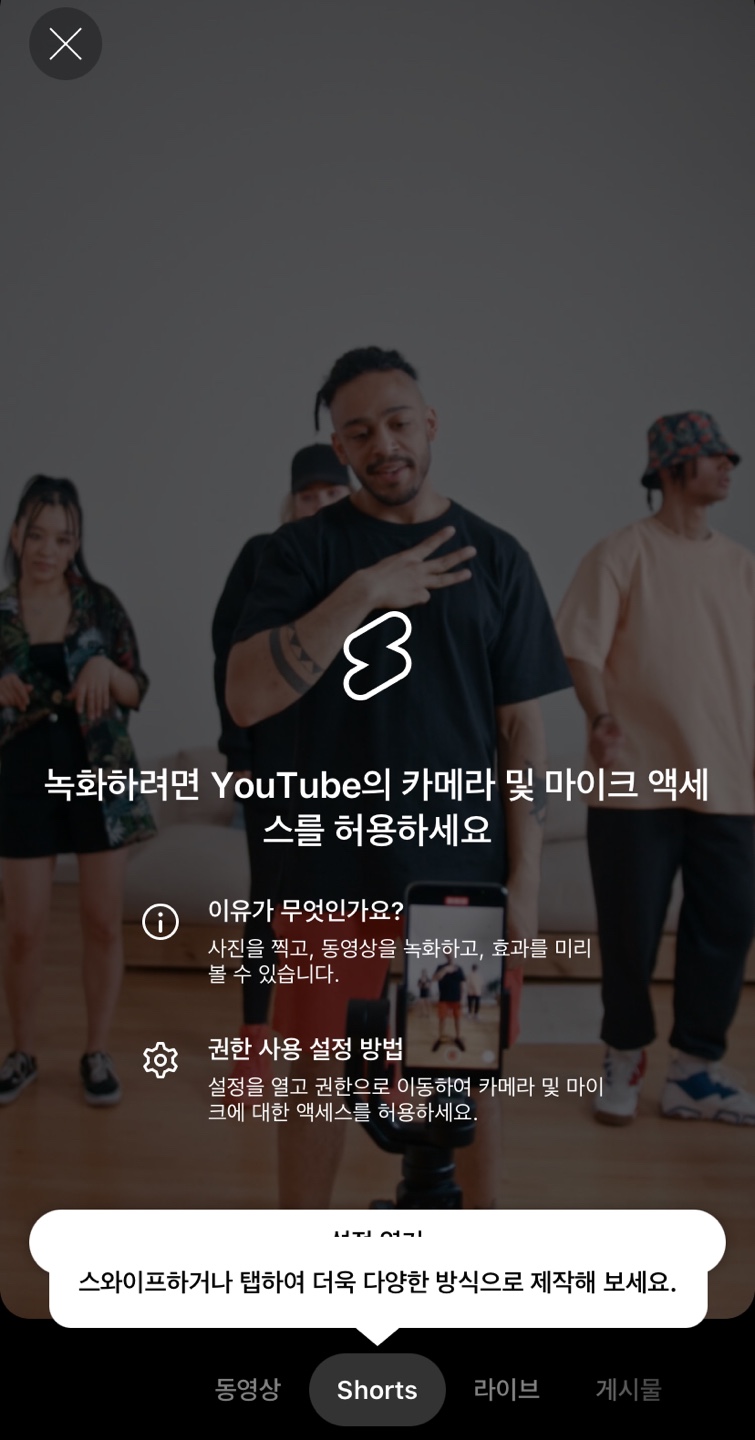 녹화하려면 YouTube의 카메라 및 마이크 액세
스를 허용하세요
이유가 무엇인가요?
사진을 찍고, 동영상을 녹화하고, 효과를 미리
볼 수 있습니다.
권한 사용 설정 방법
설정을 열고 권한으로 이동하여 카메라 및 마이
크에 대한 액세스를 허용하세요.
스와이프하거나 탭하여 더욱 다양한 방식으로 제작해 보세요.
동영상 Shorts 라이브 게시물